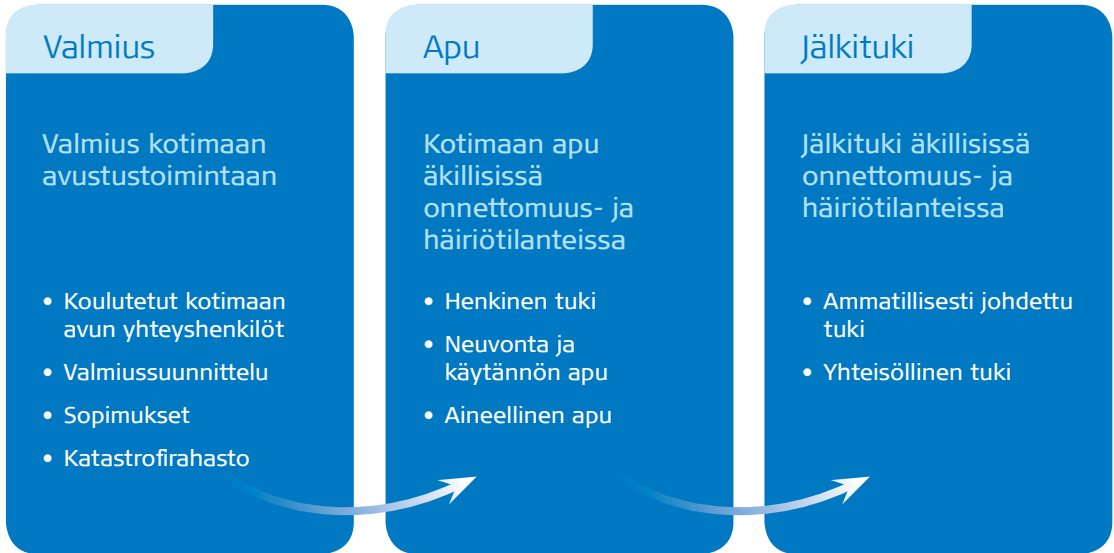 Valmius
Valmius kotimaan
avustustoimintaan
• Koulutetut kotimaan
avun yhteyshenkilöt
• Valmiussuunnittelu
• Sopimukset
• Katastrofirahasto
Apu
Kotimaan apu
äkillisissä
onnettomuus- ja
häiriötilanteissa
• Henkinen tuki
• Neuvonta ja
käytännön apu
• Aineellinen apu
Jälkituki
Jälkituki äkillisissä
onnettomuus- ja
häiriötilanteissa
• Ammatillisesti johdettu
tuki
• Yhteisöllinen tuki